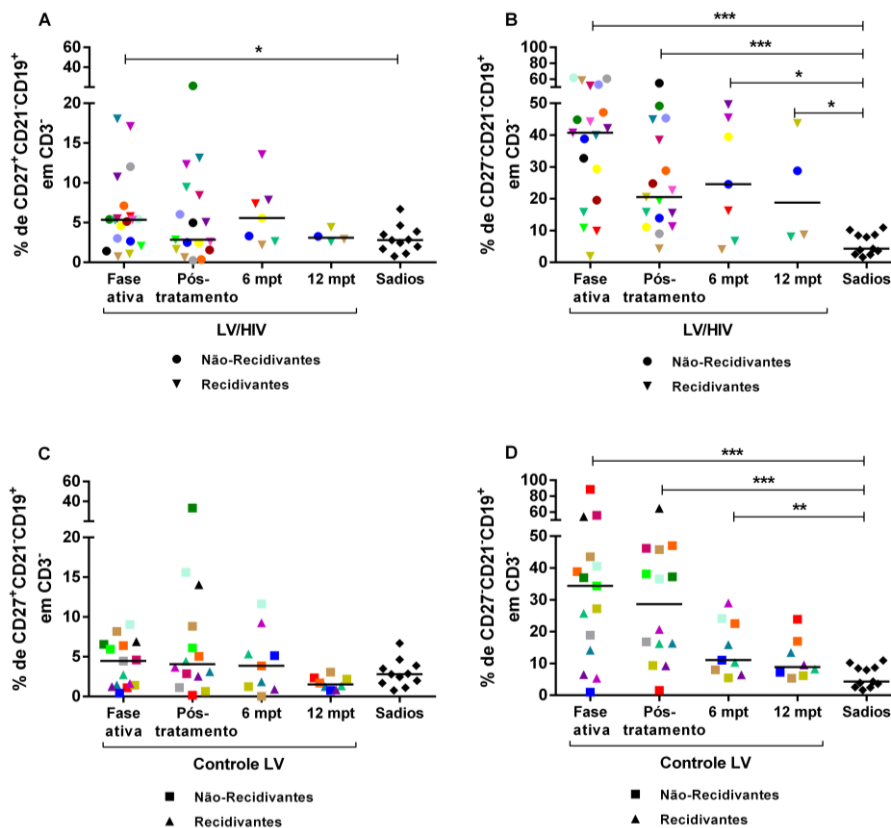 A
*
% de CD27⁺CD21⁻CD19⁺
em CD3⁻
60
40
20
15
10
5
0
Fase
ativa
Pós-
tratamento
6 mpt
12 mpt
Sadios
LV/HIV
Não-Recidivantes
Recidivantes
B
***
***
*
*
% de CD27⁻CD21⁻CD19⁺
em CD3⁻
100
80
60
50
40
30
20
10
0
Fase
ativa
Pós-
tratamento
6 mpt
12 mpt
Sadios
LV/HIV
Não-Recidivantes
Recidivantes
C
% de CD27⁺CD21⁻CD19⁺
em CD3⁻
60
40
20
15
10
5
0
Fase
ativa
Pós-
tratamento
6 mpt
12 mpt
Sadios
Controle LV
Não-Recidivantes
Recidivantes
D
***
***
**
% de CD27⁻CD21⁻CD19⁺
em CD3⁻
100
80
60
50
40
30
20
10
0
Fase
ativa
Pós-
tratamento
6 mpt
12 mpt
Sadios
Controle LV
Não-Recidivantes
Recidivantes